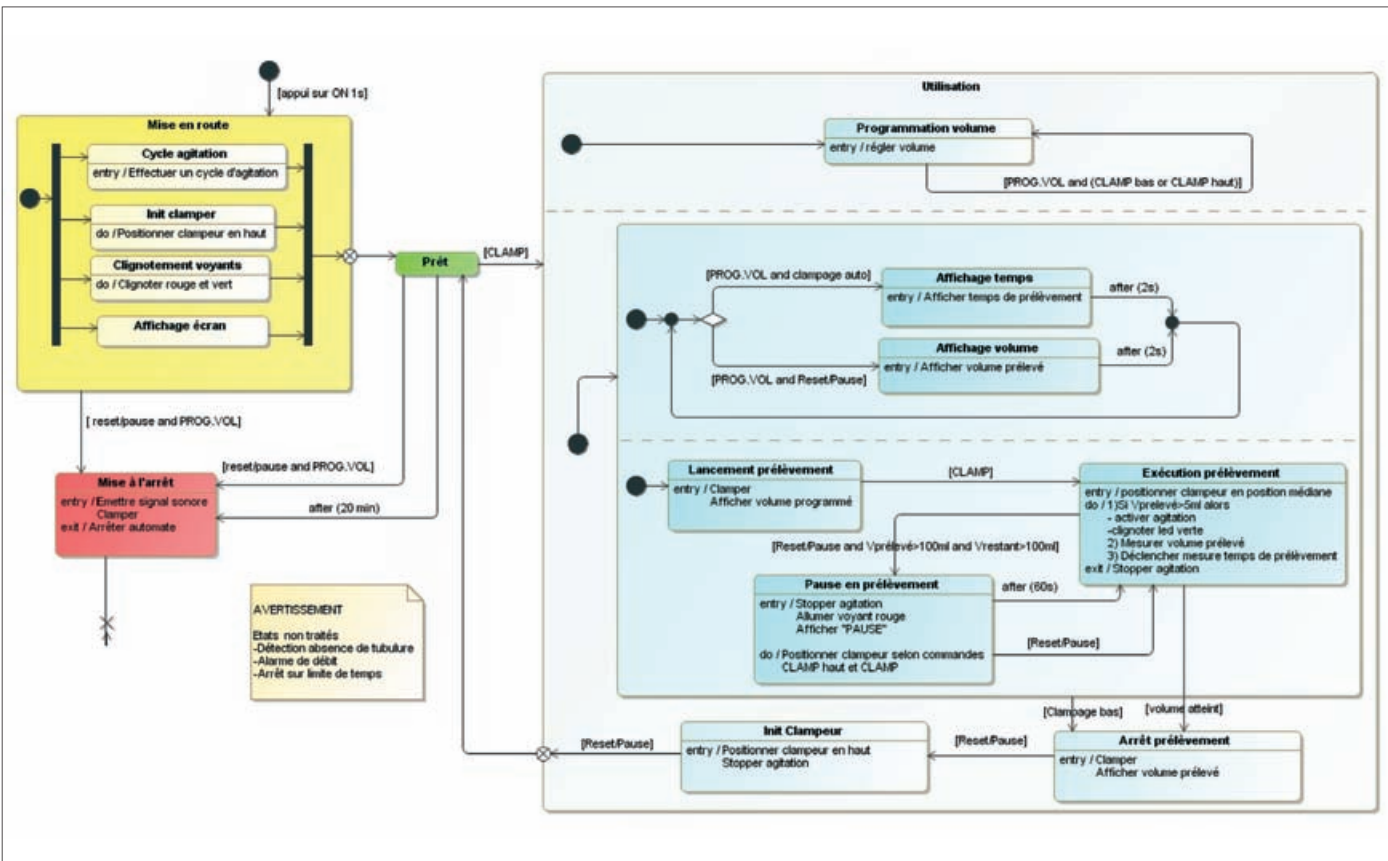 [appui sur ON 1s]
Mise en route
Cycle agitation
entry / Effectuer un cycle d'agitation
Init clamper
do / Positionner clampeur en haut
Clignotement voyants
do / Clignoter rouge et vert
Affichage écran
[ reset/pause and PROG.VOL]
Mise à l'arrêt
entry / Emettre signal sonore
Clamper
exit / Arrêter automate
[reset/pause and PROG.VOL]
after (20 min)
Prêt
[CLAMP]
AVERTISSEMENT
Etats non traités
-Détection absence de tubulure
-Alarme de débit
-Arrêt sur limite de temps
Utilisation
Programmation volume
entry / régler volume
[PROG.VOL and (CLAMP bas or CLAMP haut)]
[PROG.VOL and clampage auto]
Affichage temps
entry / Afficher temps de prélèvement
after (2s)
Affichage volume
entry / Afficher volume prélevé
after (2s)
[PROG.VOL and Reset/Pause]
Lancement prélèvement
entry / Clamper
Afficher volume programmé
[CLAMP]
Exécution prélèvement
entry / positionner clampeur en position médiane
do / 1)Si Vprelevé>5ml alors
- activer agitation
-clignoter led verte
2) Mesurer volume prélevé
3) Déclencher mesure temps de prélèvement
exit / Stopper agitation
[Reset/Pause and Vprélevé>100ml and Vrestant>100ml]
Pause en prélèvement
entry / Stopper agitation
Allumer voyant rouge
Afficher "PAUSE"
do / Positionner clampeur selon commandes
CLAMP haut et CLAMP
after (60s)
[Reset/Pause]
[Clampage bas]
[volume atteint]
Arrêt prélèvement
entry / Clamper
Afficher volume prélevé
[Reset/Pause]
Init Clampeur
entry / Positionner clampeur en haut
Stopper agitation
[Reset/Pause]